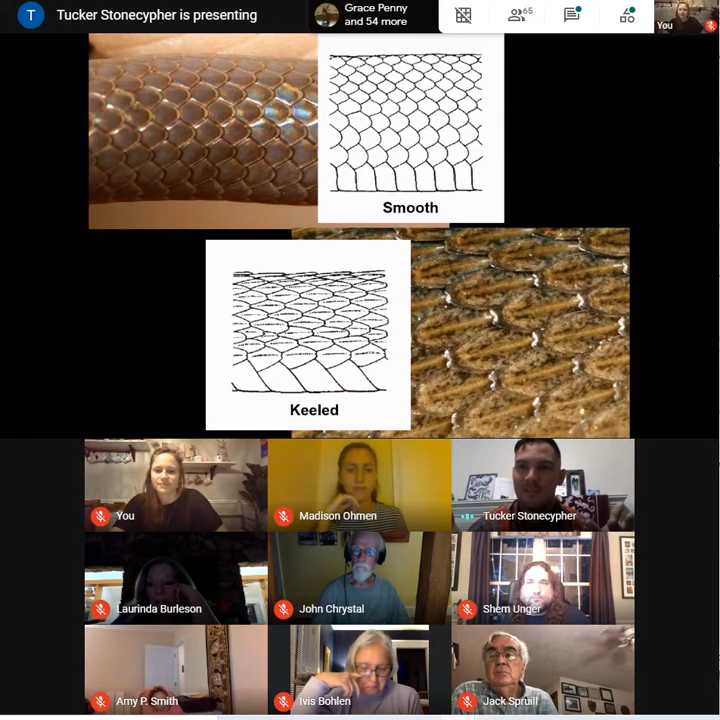 T
Tucker Stonecypher is presenting
Grace Penny
and 54 more
65
You
Smooth
Keeled
You
Madison Ohmen
Tucker Stonecypher
Laurinda Burleson
John Chrystal
Shem Unger
Amy P. Smith
Ivis Bohlen
Jack Spruill